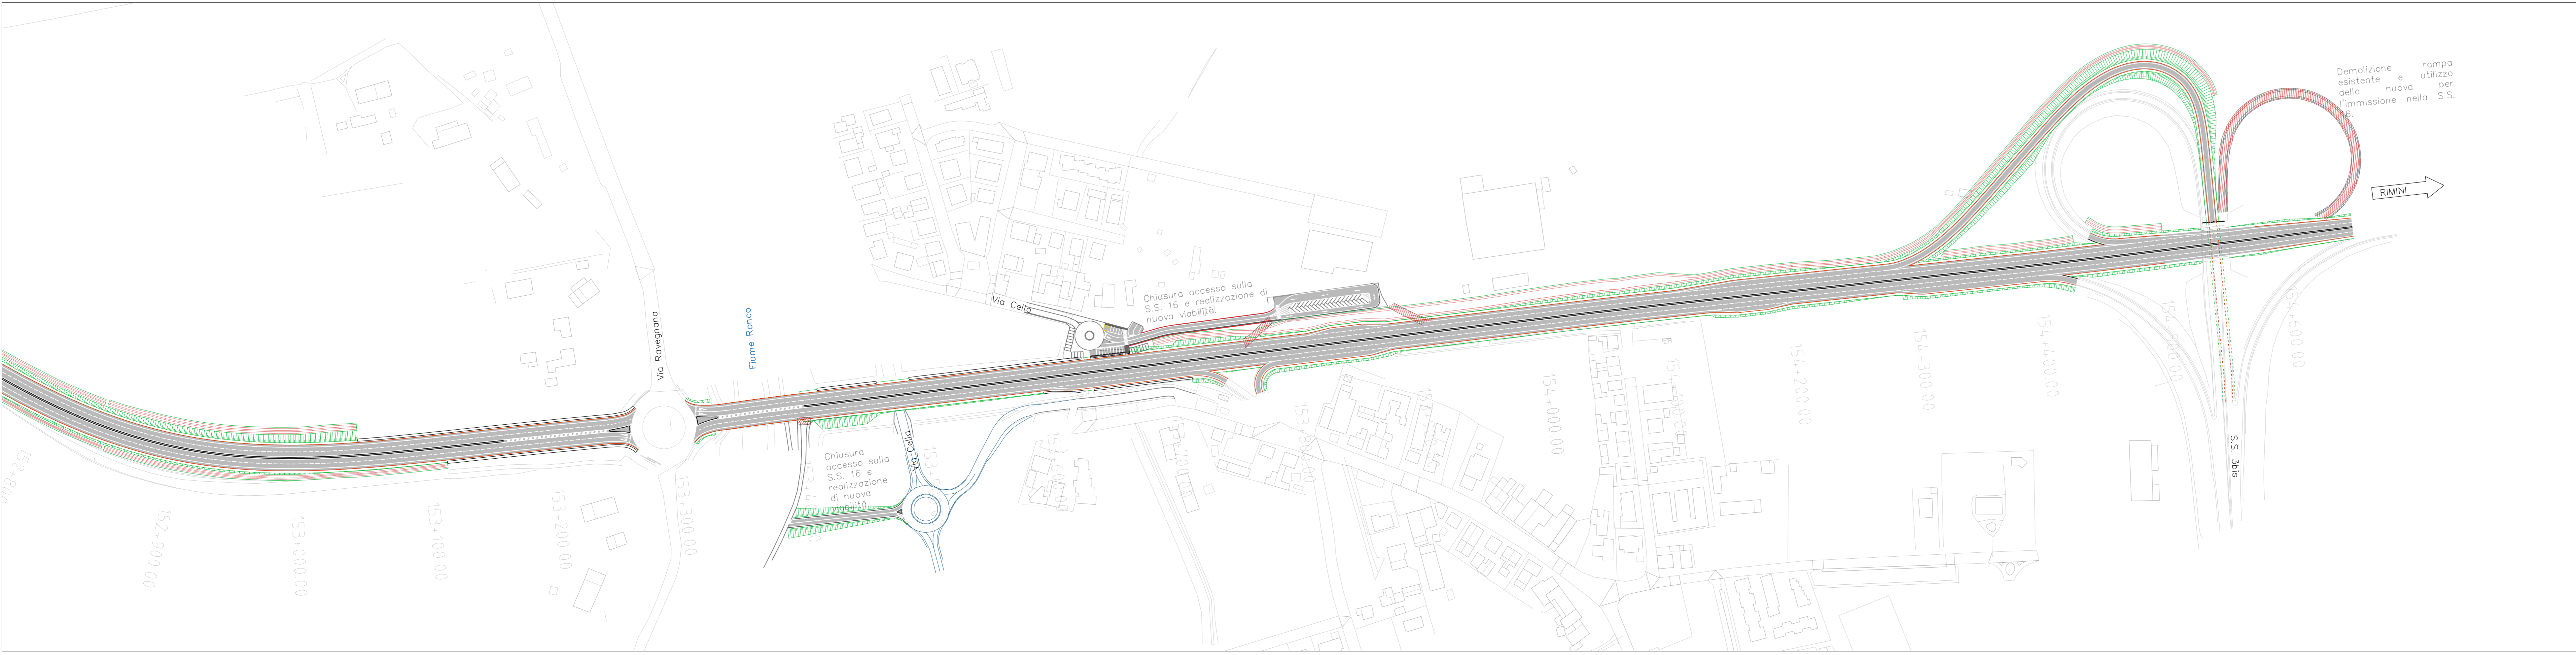 Demolizione rampa
esistente e utilizzo
della nuova per
l'immissione nella S.S.
16.
RIMINI
Chiusura accesso sulla
S.S. 16 e realizzazione di
nuova viabilità.
Via Cella
Via Ravegnana
Fiume Ronco
Chiusura
accesso sulla
S.S. 16 e
realizzazione
di nuova
viabilità.
Via Cella
S.S. 3bis
152+900.00
153+000.00
153+100.00
153+200.00
153+300.00
153+600.00
154+000.00
154+200.00
154+300.00
154+400.00
154+600.00